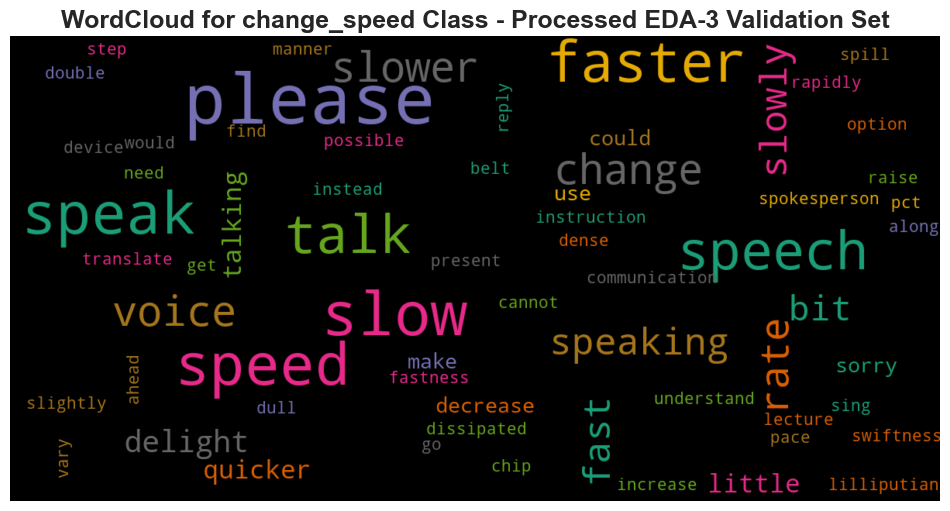 WordCloud for change_speed Class - Processed EDA-3 Validation Set
step
manner
slower
faster
slowly
spill
double
please
reply
rapidly
find
possible
could
option
device
would
change
need
belt
raise
instead
use
spokesperson
pct
speak
talking
talk
instruction
along
dense
speech
translate
get
present
communication
voice
slow
cannot
bit
speaking
rate
speed
make
fastness
sorry
ahead
slightly
dull
decrease
understand
sing
dissipated
fast
lecture
delight
go
pace
swiftness
vary
quicker
chip
increase
little
lilliputian